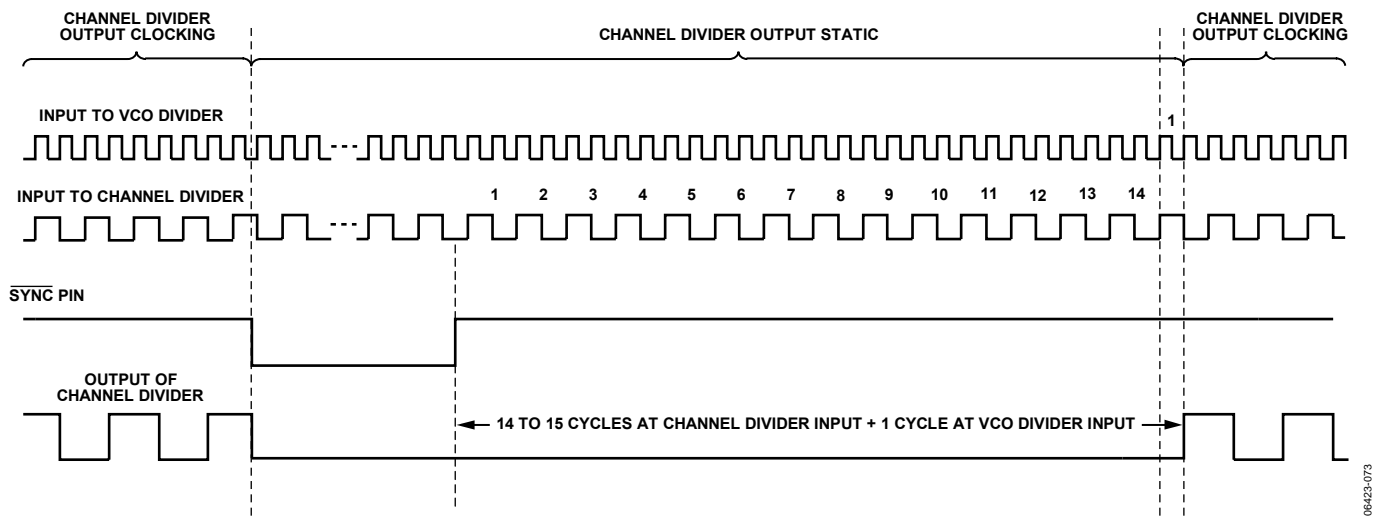 CHANNEL DIVIDER
OUTPUT CLOCKING
CHANNEL DIVIDER OUTPUT STATIC
CHANNEL DIVIDER
OUTPUT CLOCKING
INPUT TO VCO DIVIDER
1
INPUT TO CHANNEL DIVIDER
1 2 3 4 5 6 7 8 9 10 11 12 13 14
SYNC PIN
OUTPUT OF
CHANNEL DIVIDER
14 TO 15 CYCLES AT CHANNEL DIVIDER INPUT + 1 CYCLE AT VCO DIVIDER INPUT
06423-073